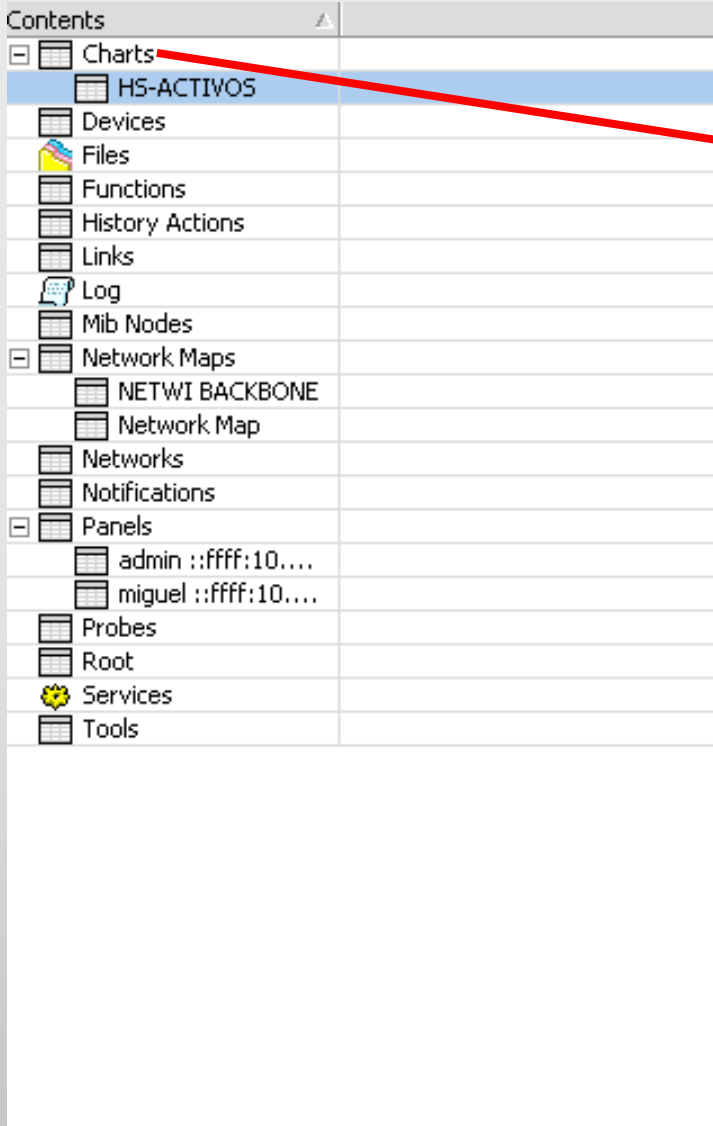 Contents
Charts
HS-ACTIVOS
Devices
Files
Functions
History Actions
Links
Log
Mib Nodes
Network Maps
NETWI BACKBONE
Network Map
Networks
Notifications
Panels
admin ::ffff:10....
miguel ::ffff:10....
Probes
Root
Services
Tools